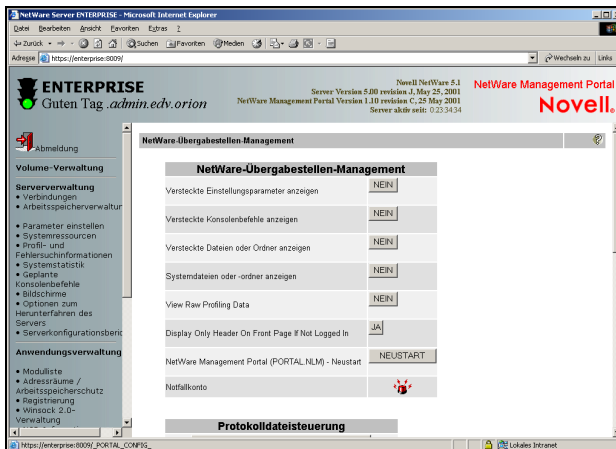 NetWare Server ENTERPRISE - Microsoft Internet Explorer
Datei Bearbeiten Ansicht Favoriten Extras ?
Zurück
Suchen Favoriten Medien
Adresse https://enterprise:8009/ Wechseln zu Links
ENTERPRISE
Guten Tag .admin.edv.orion
Novell NetWare 5.1
Server Version 5.00 revision J, May 25, 2001
NetWare Management Portal Version 1.10 revision C, 25 May 2001
Server aktiv seit: 0:23:34:34
NetWare Management Portal
Novell.
Abmeldung
Volume-Verwaltung
Serververwaltung
• Verbindungen
• Arbeitsspeicherverwaltur
• Parameter einstellen
• Systemressourcen
• Profil- und
Fehlersuchinformationen
• Systemstatistik
• Geplante
Konsolenbefehle
• Bildschirme
• Optionen zum
Herunterfahren des
Servers
• Serverkonfigurationsberic
Anwendungsverwaltung
• Modulliste
• Adressräume /
Arbeitsspeicherschutz
• Registrierung
• Winsock 2.0-
Verwaltung
NetWare-Übergabestellen-Management
NetWare-Übergabestellen-Management
Versteckte Einstellungsparameter anzeigen NEIN
Versteckte Konsolenbefehle anzeigen NEIN
Versteckte Dateien oder Ordner anzeigen NEIN
Systemdateien oder -ordner anzeigen NEIN
View Raw Profiling Data NEIN
Display Only Header On Front Page If Not Logged In JA
NetWare Management Portal (PORTAL.NLM) - Neustart NEUSTART
Notfallkonto
Protokolldateisteuerung
https://enterprise:8009/_PORTAL_CONFIG_ Lokales Intranet